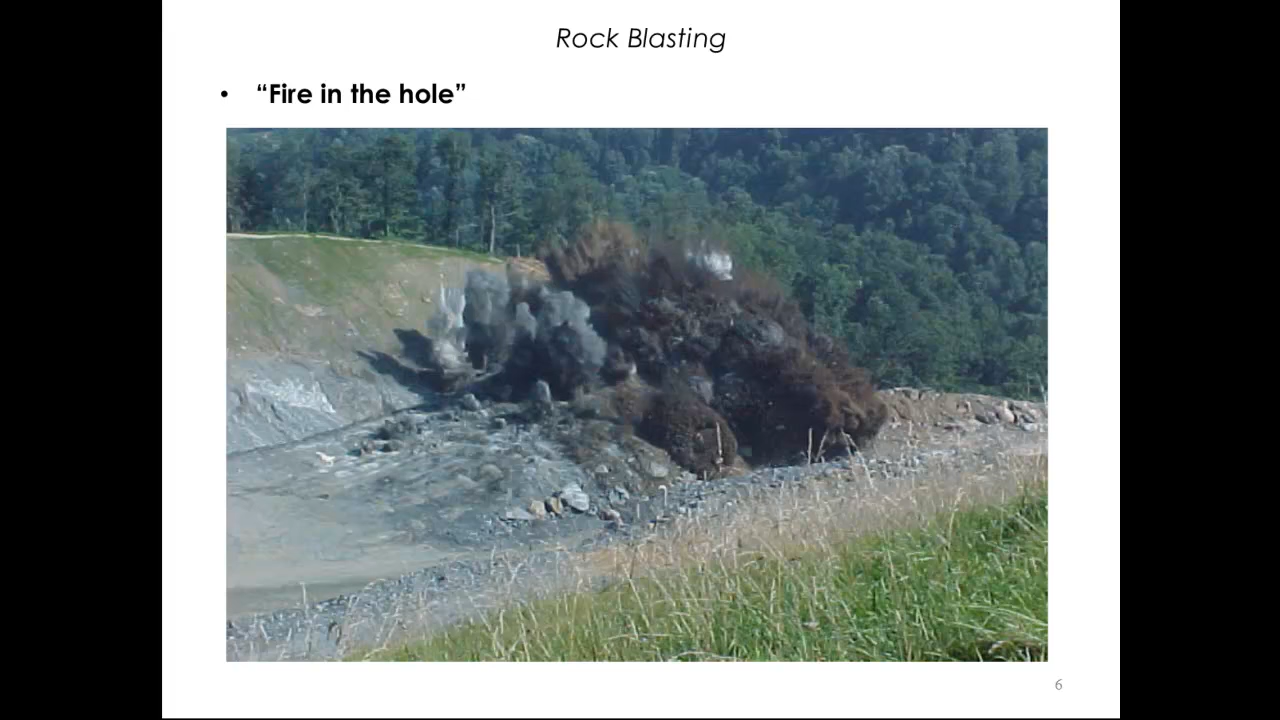 Rock Blasting
• “Fire in the hole”
6